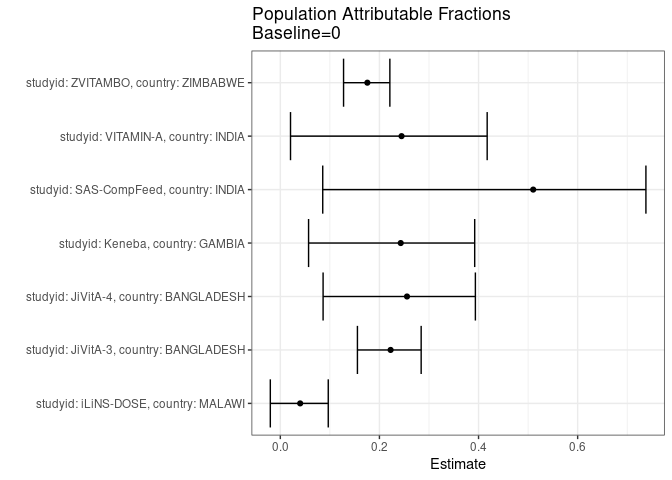 Population Attributable Fractions
Baseline=0
studyid: ZVITAMBO, country: ZIMBABWE
studyid: VITAMIN-A, country: INDIA
studyid: SAS-CompFeed, country: INDIA
studyid: Keneba, country: GAMBIA
studyid: JiVitA-4, country: BANGLADESH
studyid: JiVitA-3, country: BANGLADESH
studyid: iLiNS-DOSE, country: MALAWI
0.0 0.2 0.4 0.6
Estimate